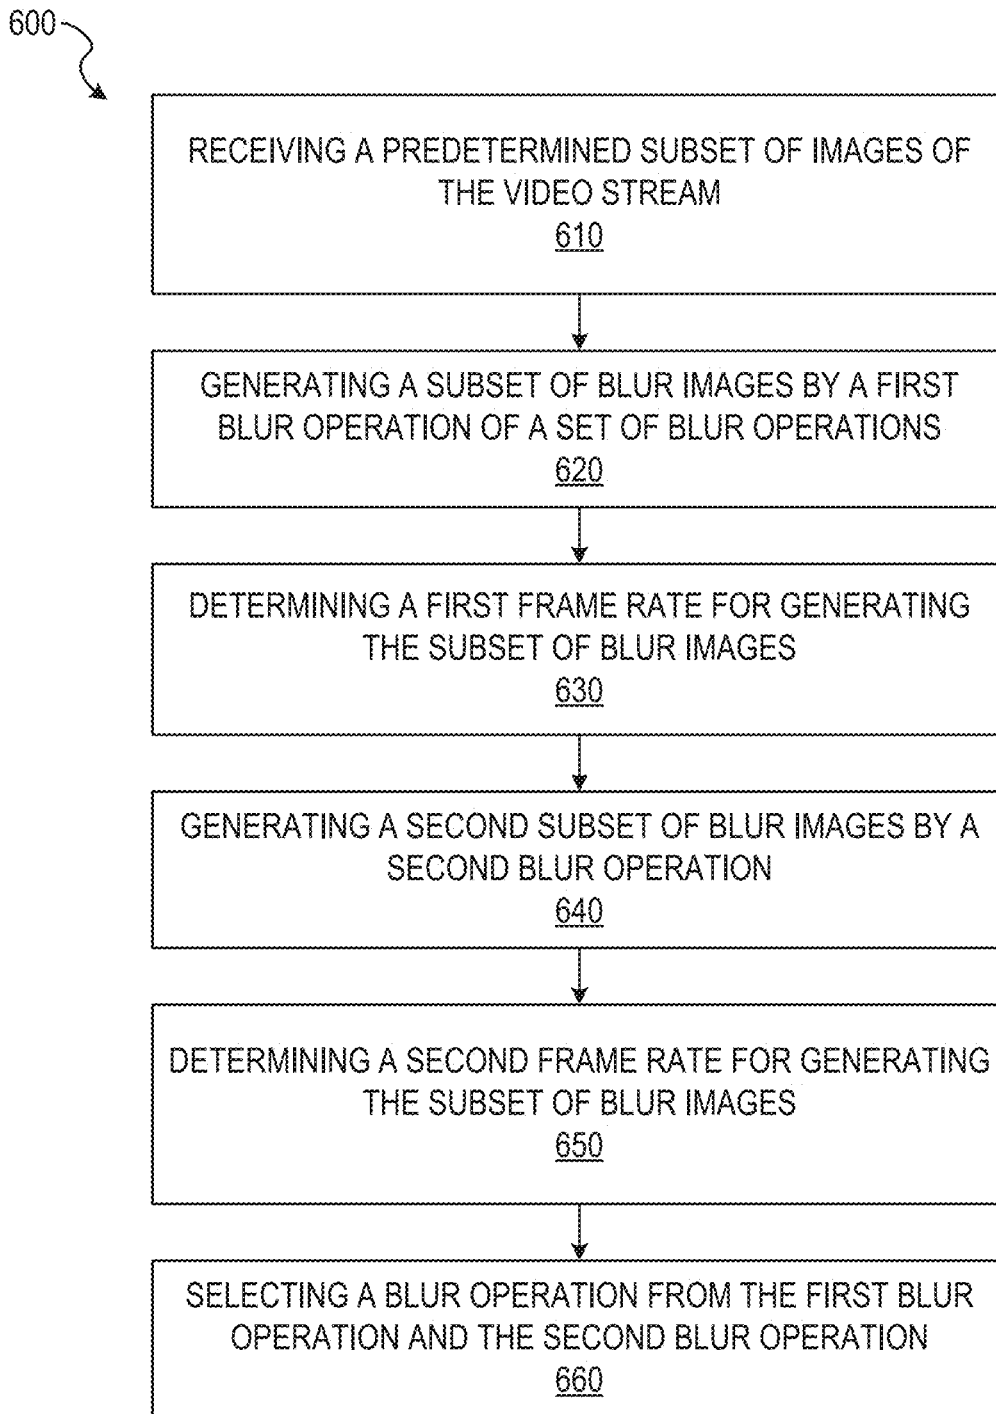 600
RECEIVING A PREDETERMINED SUBSET OF IMAGES OF
THE VIDEO STREAM
610
GENERATING A SUBSET OF BLUR IMAGES BY A FIRST
BLUR OPERATION OF A SET OF BLUR OPERATIONS
620
DETERMINING A FIRST FRAME RATE FOR GENERATING
THE SUBSET OF BLUR IMAGES
630
GENERATING A SECOND SUBSET OF BLUR IMAGES BY A
SECOND BLUR OPERATION
640
DETERMINING A SECOND FRAME RATE FOR GENERATING
THE SUBSET OF BLUR IMAGES
650
SELECTING A BLUR OPERATION FROM THE FIRST BLUR
OPERATION AND THE SECOND BLUR OPERATION
660